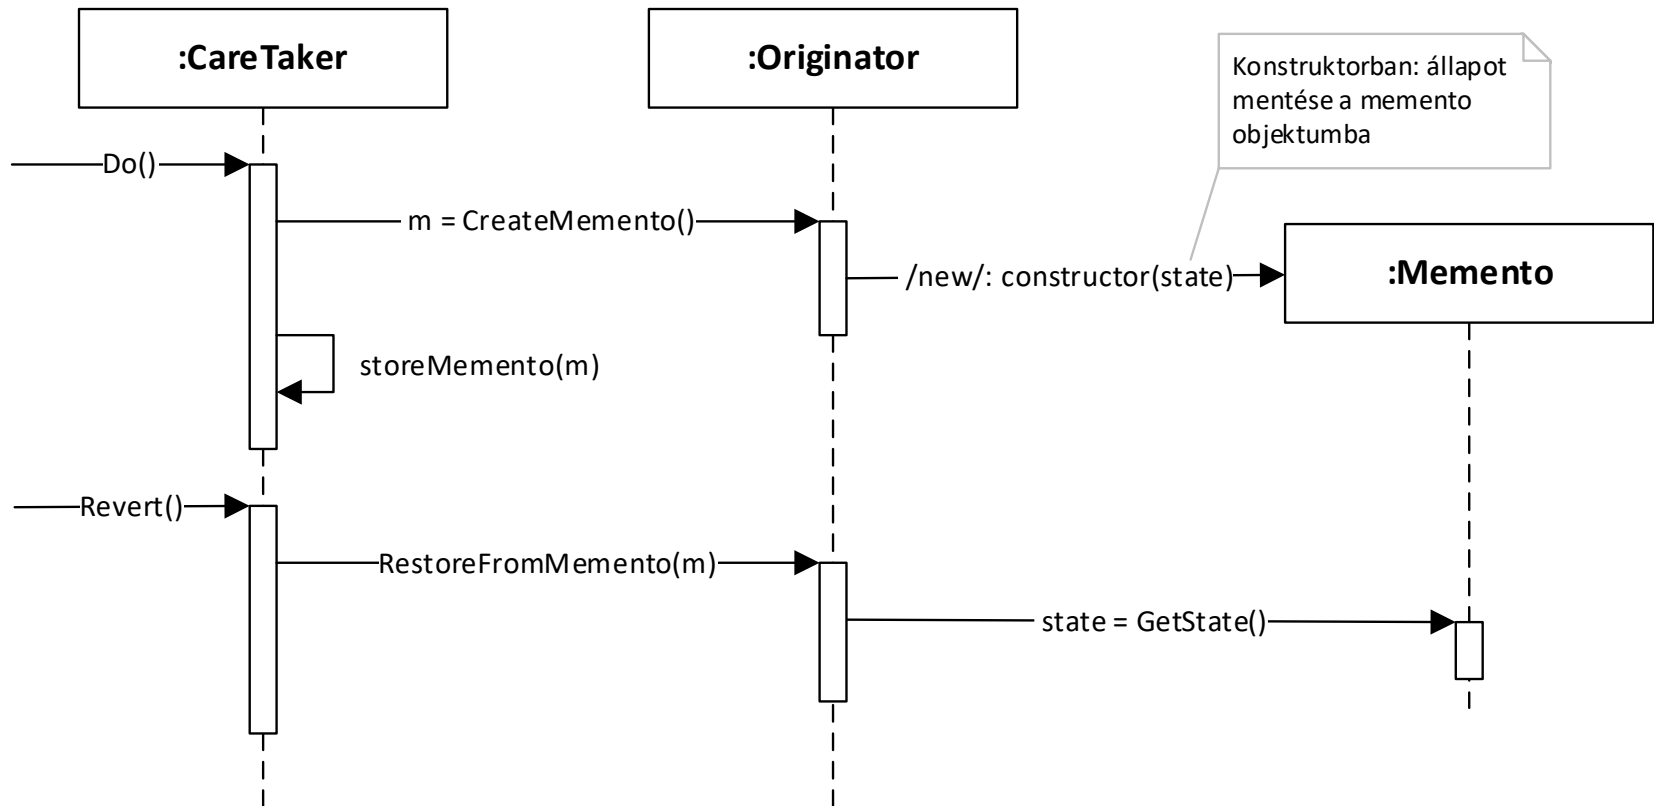 :CareTaker
:Originator
Konstruktorban: állapot
mentése a memento
objektumba
Do()
m = CreateMemento()
/new/: constructor(state)
:Memento
storeMemento(m)
Revert()
RestoreFromMemento(m)
state = GetState()